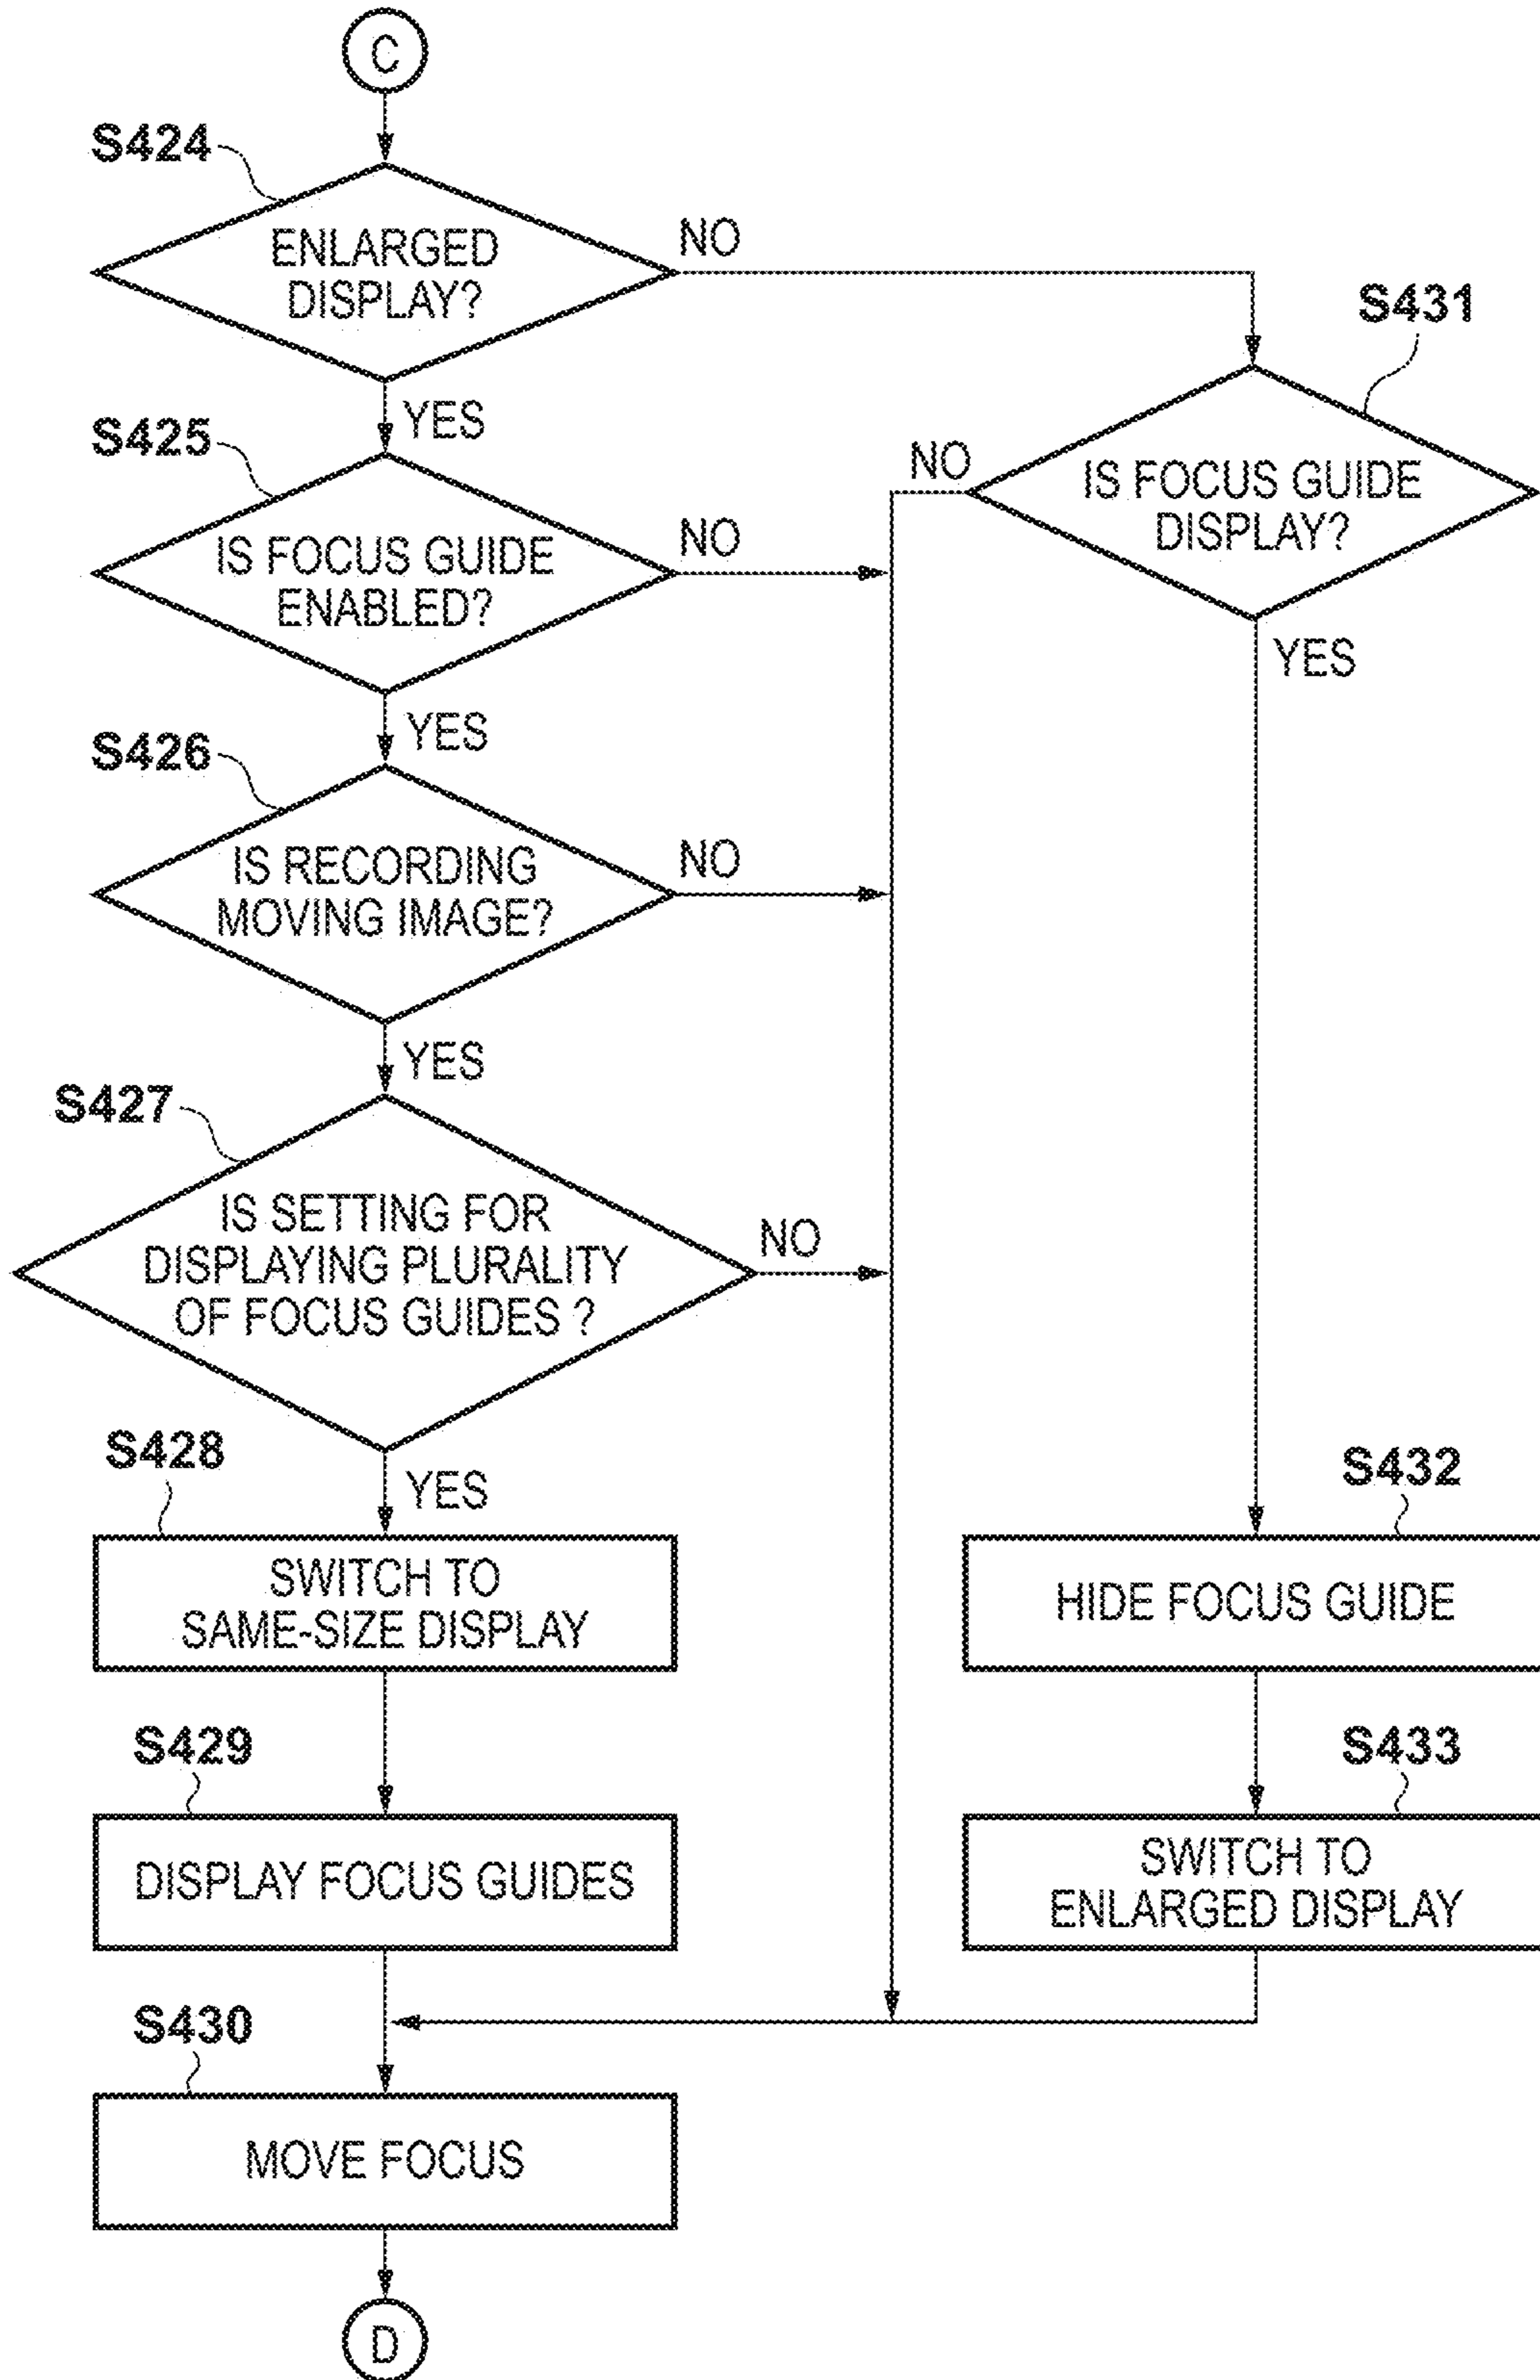 C
S424
ENLARGED
DISPLAY?
NO
YES
S431
IS FOCUS GUIDE
DISPLAY?
NO
YES
S425
IS FOCUS GUIDE
ENABLED?
NO
YES
S426
IS RECORDING
MOVING IMAGE?
NO
YES
S427
IS SETTING FOR
DISPLAYING PLURALITY
OF FOCUS GUIDES ?
NO
YES
S428
SWITCH TO
SAME-SIZE DISPLAY
S432
HIDE FOCUS GUIDE
S429
DISPLAY FOCUS GUIDES
S433
SWITCH TO
ENLARGED DISPLAY
S430
MOVE FOCUS
D